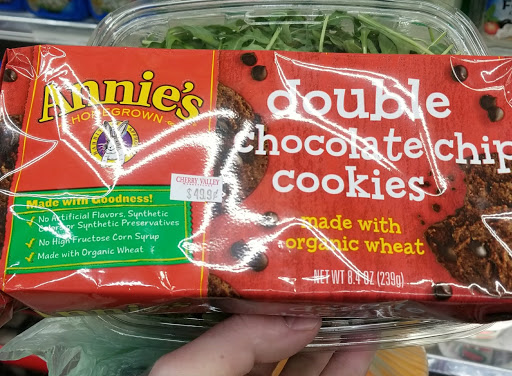 Annie's
HOMEGROWN
Made with Goodness!
No Artificial Flavors, Synthetic
Colors or Synthetic Preservatives
No High Fructose Corn Syrup
Made with Organic Wheat
CHERRY VALLEY
double
chocolate chip
cookies
made with
organic wheat
NET WT 8.4 OZ (239g)